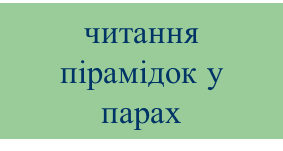 читання
пірамідок у
парах